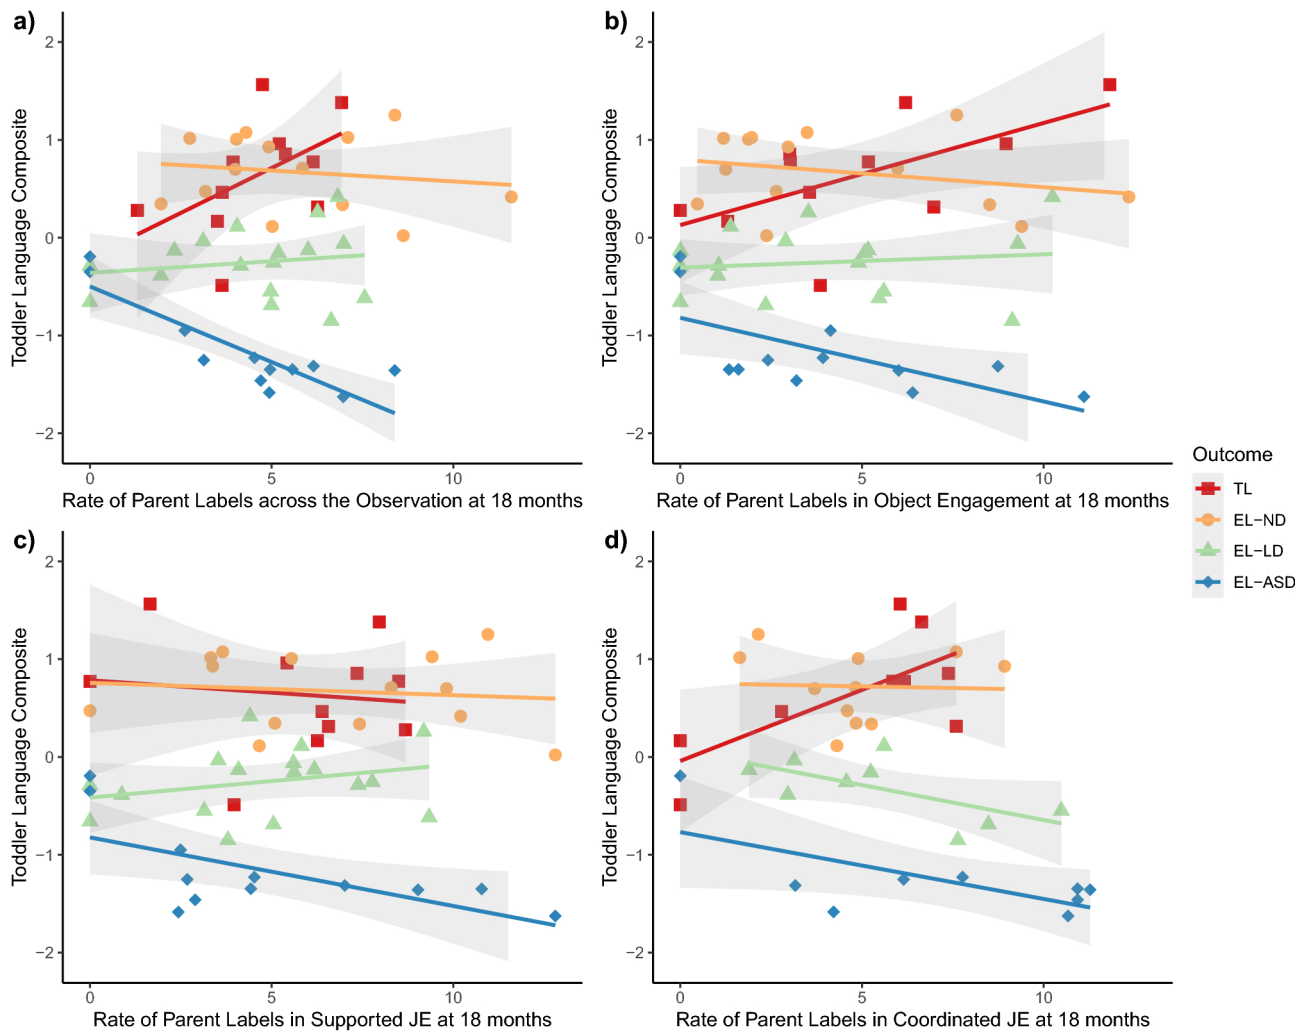 a)
Toddler Language Composite
2
1
0
−1
−2
0 5 10
Rate of Parent Labels across the Observation at 18 months
b)
Toddler Language Composite
2
1
0
−1
−2
0 5 10
Rate of Parent Labels in Object Engagement at 18 months
c)
Toddler Language Composite
2
1
0
−1
−2
0 5 10
Rate of Parent Labels in Supported JE at 18 months
d)
Toddler Language Composite
2
1
0
−1
−2
0 5 10
Rate of Parent Labels in Coordinated JE at 18 months
Outcome
TL
EL−ND
EL−LD
EL−ASD